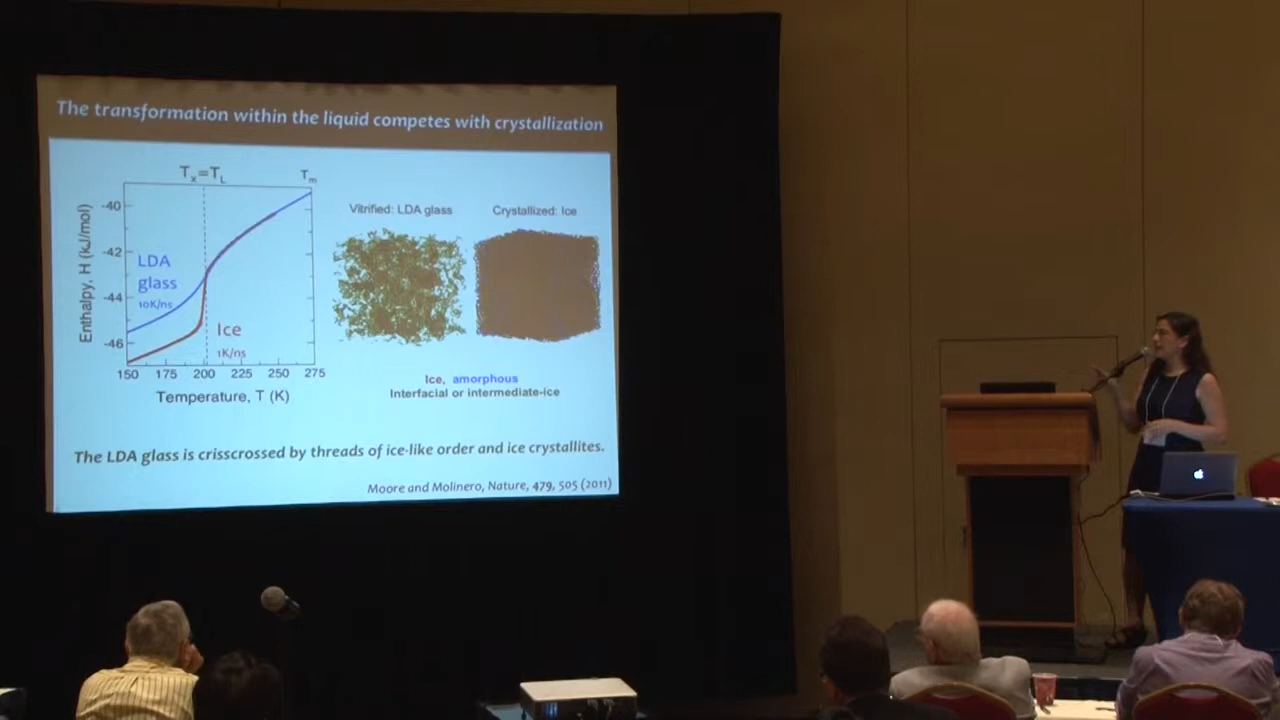 The transformation within the liquid competes with crystallization
Tx=TL
Tm
-40
-42
-44
-46
Enthalpy, H (kJ/mol)
LDA
glass
10K/ns
Ice
1K/ns
150 175 200 225 250 275
Temperature, T (K)
Vitrified: LDA glass
Crystallized: Ice
Ice, amorphous
Interfacial or intermediate-ice
The LDA glass is crisscrossed by threads of ice-like order and ice crystallites.
Moore and Molinero, Nature, 479, 505 (2011)